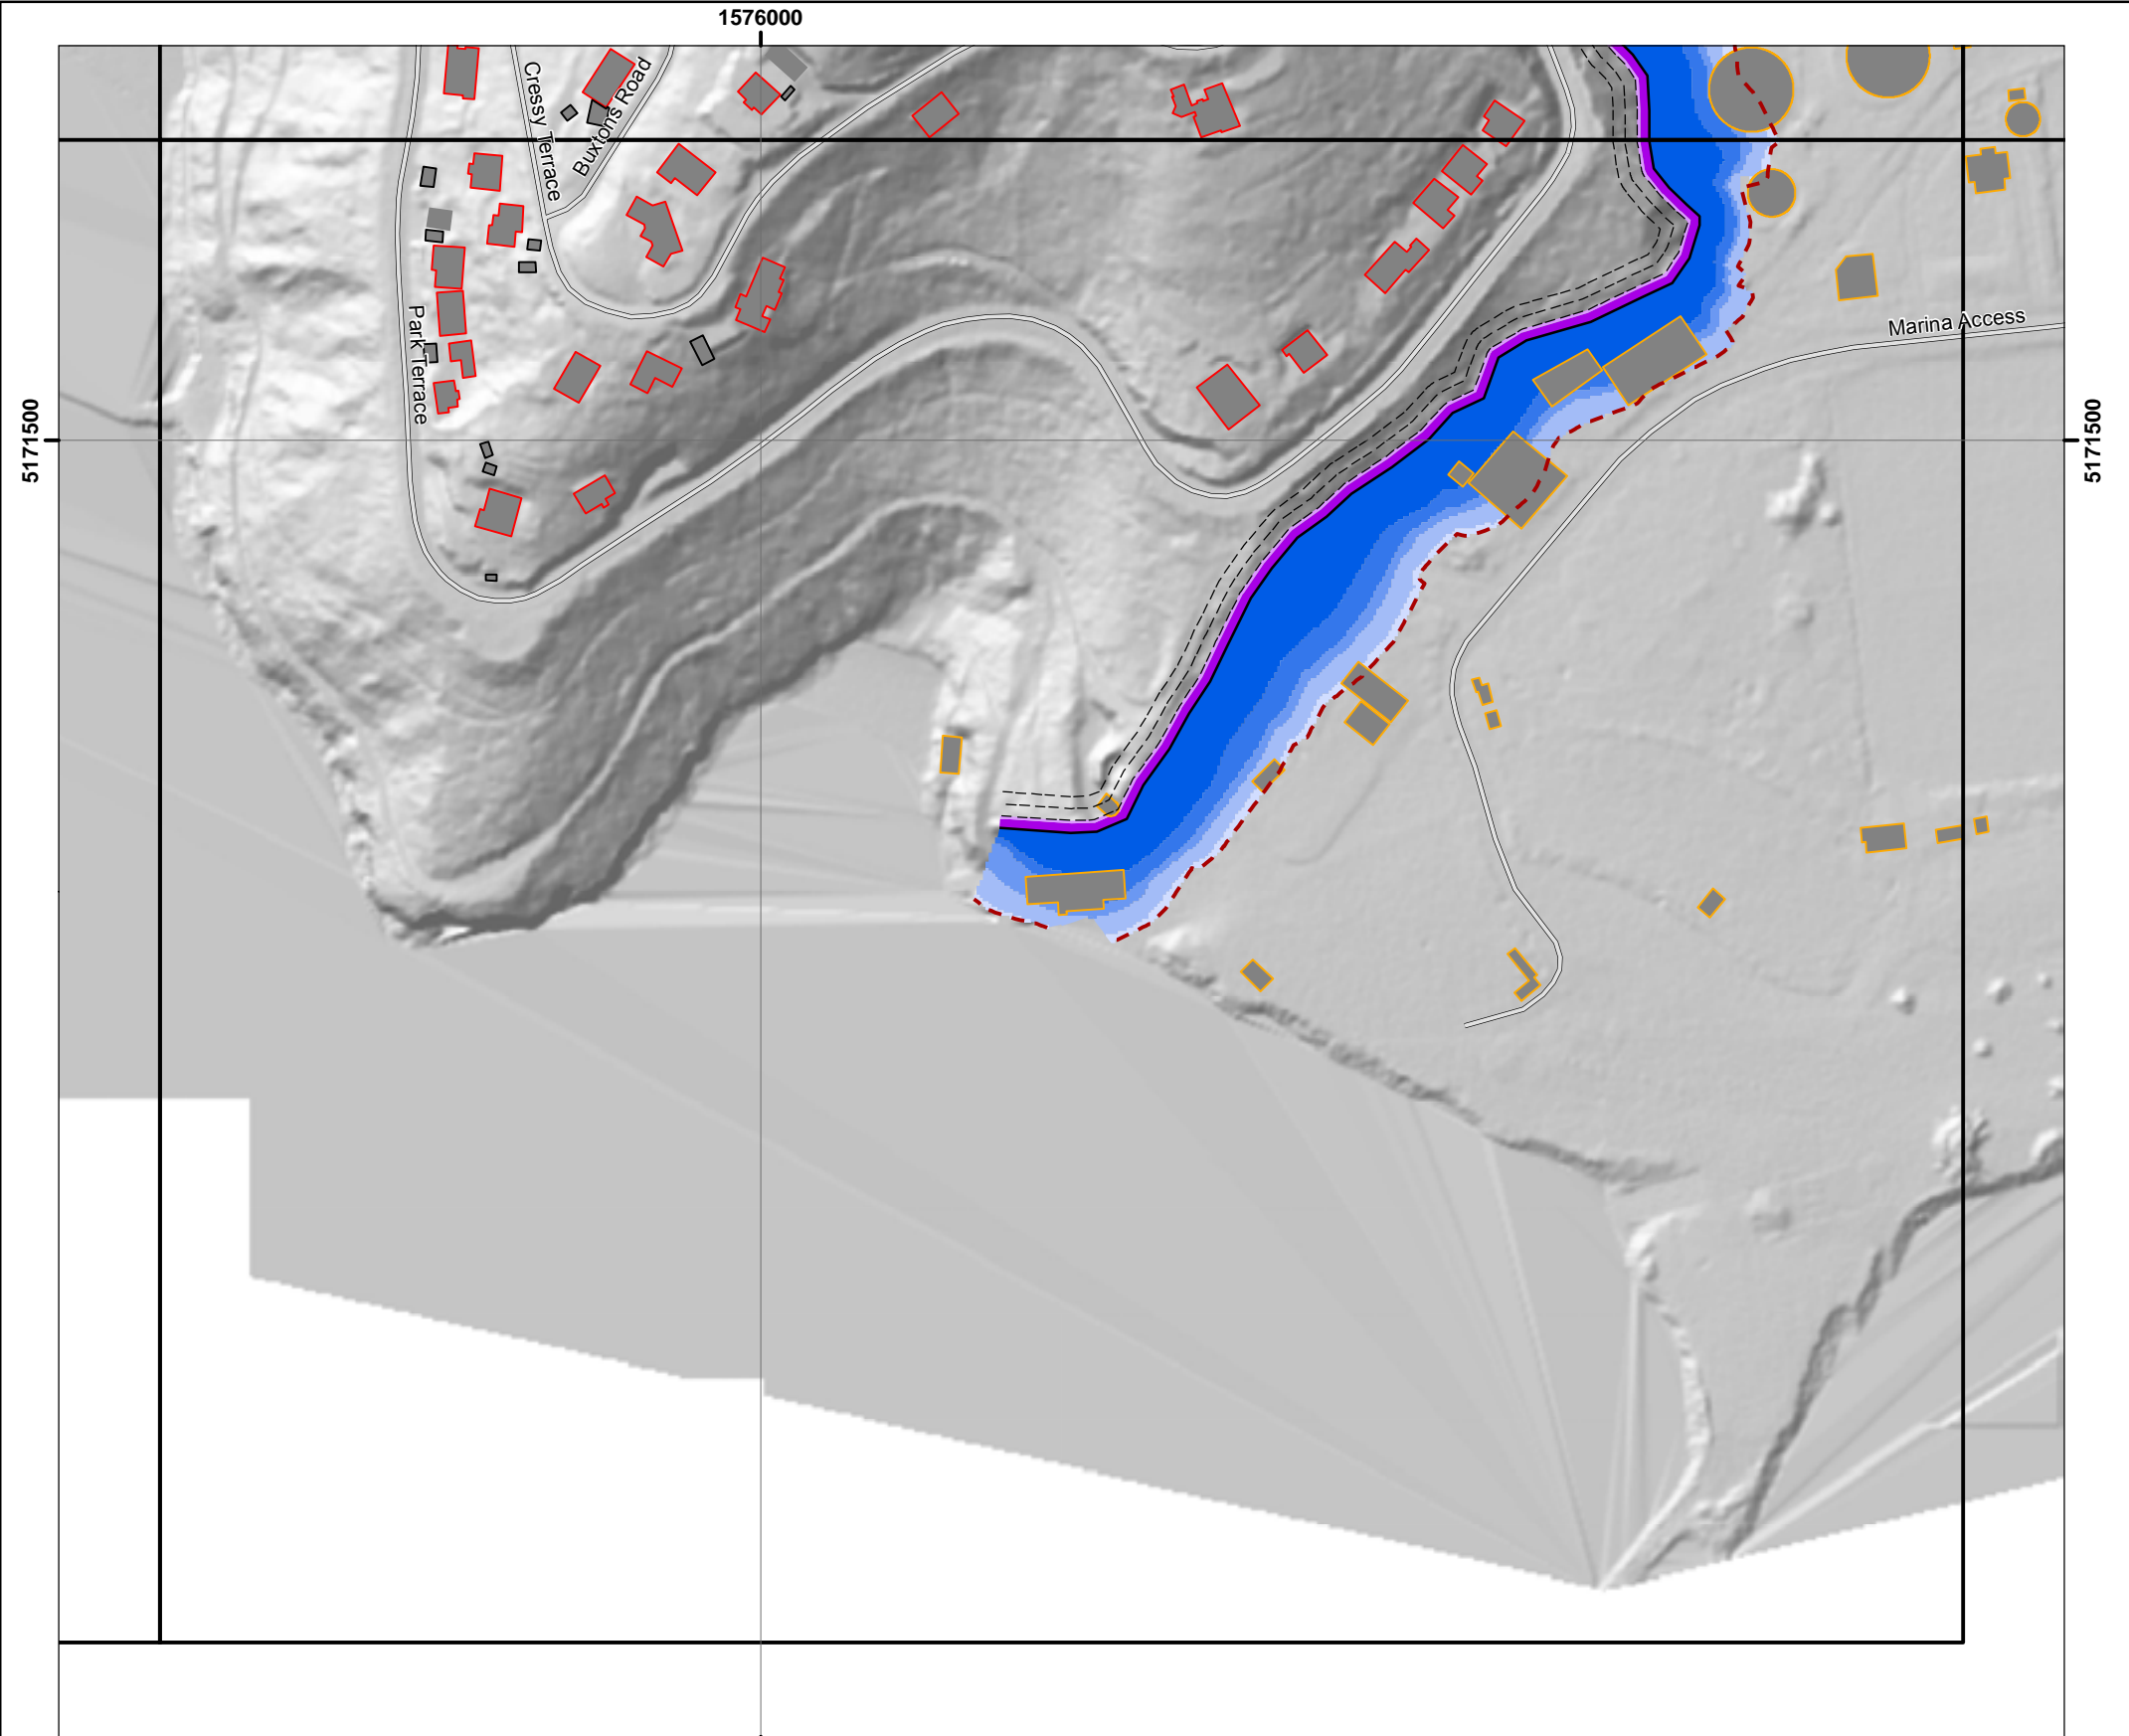 1576000
Cressy Terrace
Buxtons Road
Marina Access
Park Terrace
5171500
5171500